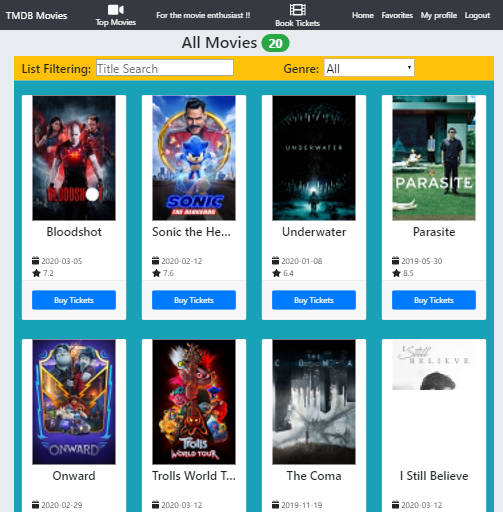 TMDB Movies
Top Movies
For the movie enthusiast !!
Book Tickets
Home Favorites My profile Logout
All Movies 20
List Filtering: Title Search Genre: All
BLOODSHOT
SONIC
THE HEDGEHOG
UNDERWATER
PARASITE
Bloodshot Sonic the He... Underwater Parasite
2020-03-05 2020-02-12 2020-01-08 2019-05-30
7.2 7.6 6.4 8.5
Buy Tickets Buy Tickets Buy Tickets Buy Tickets
ONWARD
Trolls
WORLD TOUR
THE
COMA
I Still
BELIEVE
Onward Trolls World T... The Coma I Still Believe
2020-02-29 2020-03-12 2019-11-19 2020-03-12